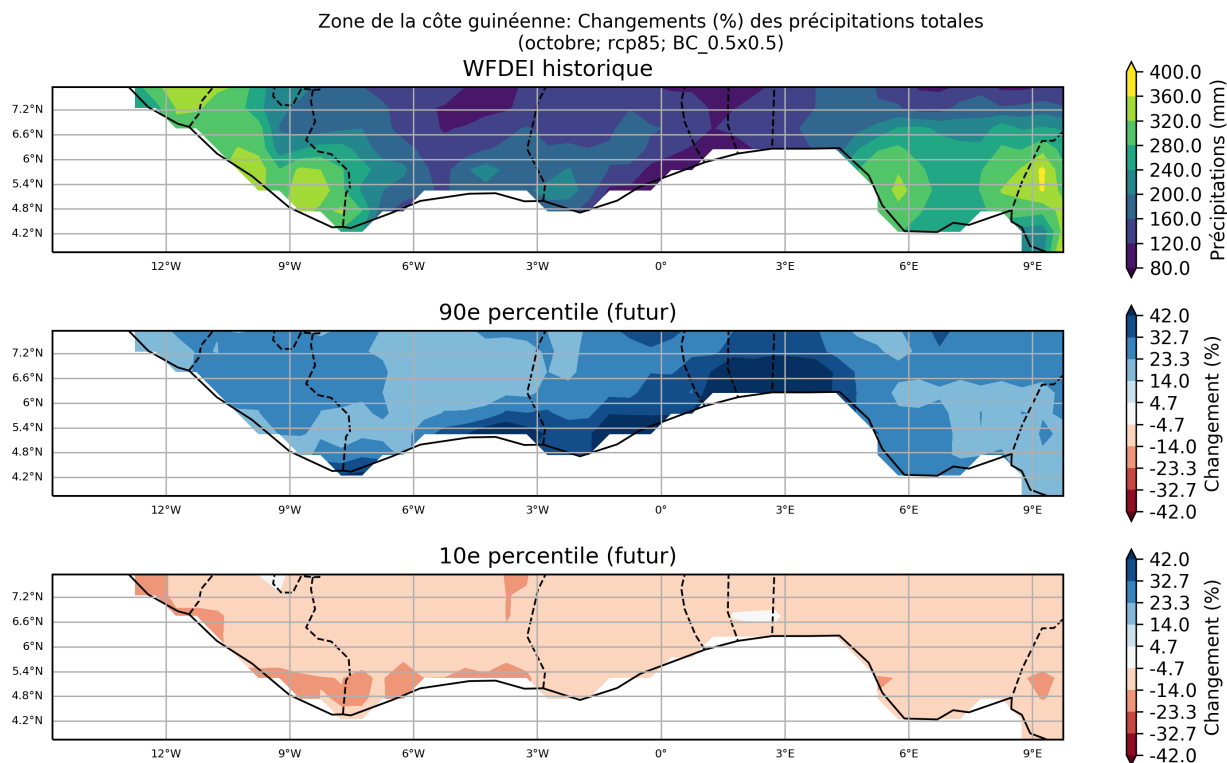 Zone de la côte guinéenne: Changements (%) des précipitations totales
(octobre; rcp85; BC_0.5x0.5)
WFDEI historique
7.2°N
6.6°N
6°N
5.4°N
4.8°N
4.2°N
12°W 9°W 6°W 3°W 0° 3°E 6°E 9°E
400.0
360.0
320.0
280.0
240.0
200.0
160.0
120.0
80.0
Précipitations (mm)
90e percentile (futur)
7.2°N
6.6°N
6°N
5.4°N
4.8°N
4.2°N
12°W 9°W 6°W 3°W 0° 3°E 6°E 9°E
42.0
32.7
23.3
14.0
4.7
-4.7
-14.0
-23.3
-32.7
-42.0
Changement (%)
10e percentile (futur)
7.2°N
6.6°N
6°N
5.4°N
4.8°N
4.2°N
12°W 9°W 6°W 3°W 0° 3°E 6°E 9°E
42.0
32.7
23.3
14.0
4.7
-4.7
-14.0
-23.3
-32.7
-42.0
Changement (%)